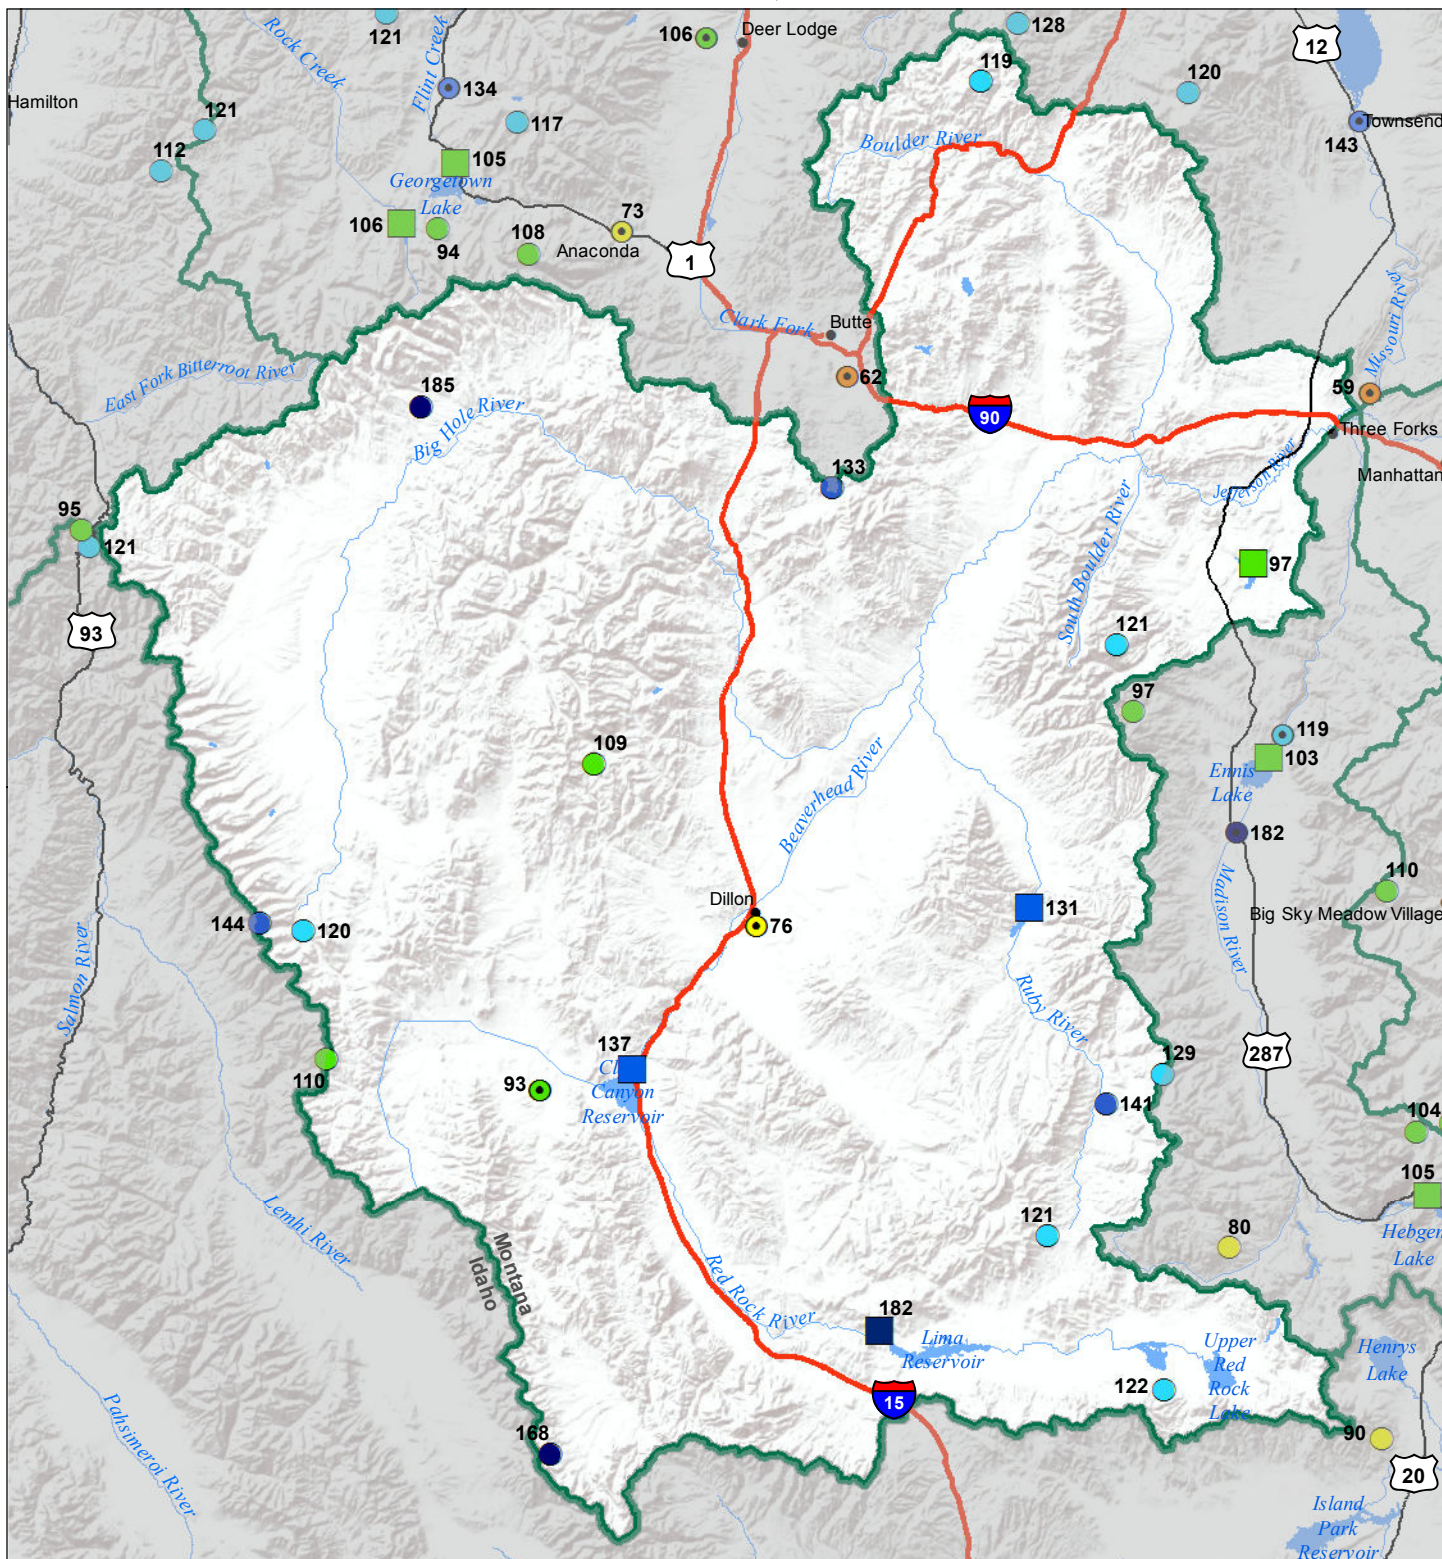 121
106
Deer Lodge
128
12
Rock Creek
Flint Creek
119
120
Hamilton
134
121
117
Townsend
143
112
105
Boulder River
Georgetown
Lake
106
94
73
108
Anaconda
1
Missouri River
Clark Fork
Butte
East Fork Bitterroot River
62
59
185
Big Hole River
90
Three Forks
133
Manhattan
Jefferson River
95
121
South Boulder River
97
93
121
97
119
109
103
Ennis
Lake
Beaverhead River
182
110
Dillon
76
131
Big Sky Meadow Village
144
120
Madison River
Salmon River
Ruby River
137
287
129
110
93
Canyon
Reservoir
141
104
105
Lemhi River
121
80
Hebgen
Lake
Montana
Idaho
Red Rock River
182
Lima
Reservoir
Upper
Red
Rock
Lake
Henrys
Lake
122
15
Pahsimeroi River
168
90
20
Island
Park
Reservoir